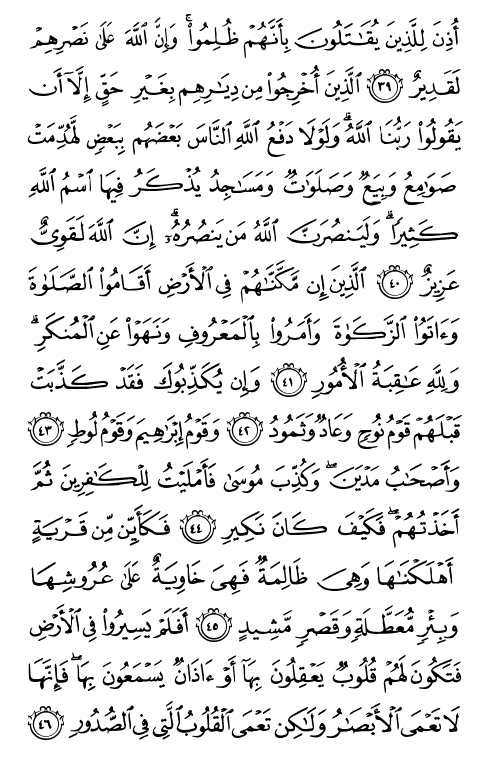 أُذِنَ لِلَّذِينَ يُقَٰتَلُونَ بِأَنَّهُمۡ ظُلِمُواْۚ وَإِنَّ ٱللَّهَ عَلَىٰ نَصۡرِهِمۡ
لَقَدِيرٌ ٣٩ ٱلَّذِينَ أُخۡرِجُواْ مِن دِيَٰرِهِم بِغَيۡرِ حَقٍّ إِلَّآ أَن
يَقُولُواْ رَبُّنَا ٱللَّهُۗ وَلَوۡلَا دَفۡعُ ٱللَّهِ ٱلنَّاسَ بَعۡضَهُم بِبَعۡضٖ لَّهُدِّمَتۡ
صَوَٰمِعُ وَبِيَعٞ وَصَلَوَٰتٞ وَمَسَٰجِدُ يُذۡكَرُ فِيهَا ٱسۡمُ ٱللَّهِ
كَثِيرٗاۗ وَلَيَنصُرَنَّ ٱللَّهُ مَن يَنصُرُهُۥٓۗ إِنَّ ٱللَّهَ لَقَوِيٌّ
عَزِيزٌ ٤٠ ٱلَّذِينَ إِن مَّكَّنَّٰهُمۡ فِي ٱلۡأَرۡضِ أَقَامُواْ ٱلصَّلَوٰةَ
وَءَاتَوُاْ ٱلزَّكَوٰةَ وَأَمَرُواْ بِٱلۡمَعۡرُوفِ وَنَهَوۡاْ عَنِ ٱلۡمُنكَرِۗ
وَلِلَّهِ عَٰقِبَةُ ٱلۡأُمُورِ ٤١ وَإِن يُكَذِّبُوكَ فَقَدۡ كَذَّبَتۡ
قَبۡلَهُمۡ قَوۡمُ نُوحٖ وَعَادٞ وَثَمُودُ ٤٢ وَقَوۡمُ إِبۡرَٰهِيمَ وَقَوۡمُ لُوطٖ ٤٣
وَأَصۡحَٰبُ مَدۡيَنَۖ وَكُذِّبَ مُوسَىٰ فَأَمۡلَيۡتُ لِلۡكَٰفِرِينَ ثُمَّ
أَخَذۡتُهُمۡۖ فَكَيۡفَ كَانَ نَكِيرِ ٤٤ فَكَأَيِّن مِّن قَرۡيَةٍ
أَهۡلَكۡنَٰهَا وَهِيَ ظَالِمَةٞ فَهِيَ خَاوِيَةٌ عَلَىٰ عُرُوشِهَا
وَبِئۡرٖ مُّعَطَّلَةٖ وَقَصۡرٖ مَّشِيدٍ ٤٥ أَفَلَمۡ يَسِيرُواْ فِي ٱلۡأَرۡضِ
فَتَكُونَ لَهُمۡ قُلُوبٞ يَعۡقِلُونَ بِهَآ أَوۡ ءَاذَانٞ يَسۡمَعُونَ بِهَاۖ فَإِنَّهَا
لَا تَعۡمَى ٱلۡأَبۡصَٰرُ وَلَٰكِن تَعۡمَى ٱلۡقُلُوبُ ٱلَّتِي فِي ٱلصُّدُورِ ٤٦